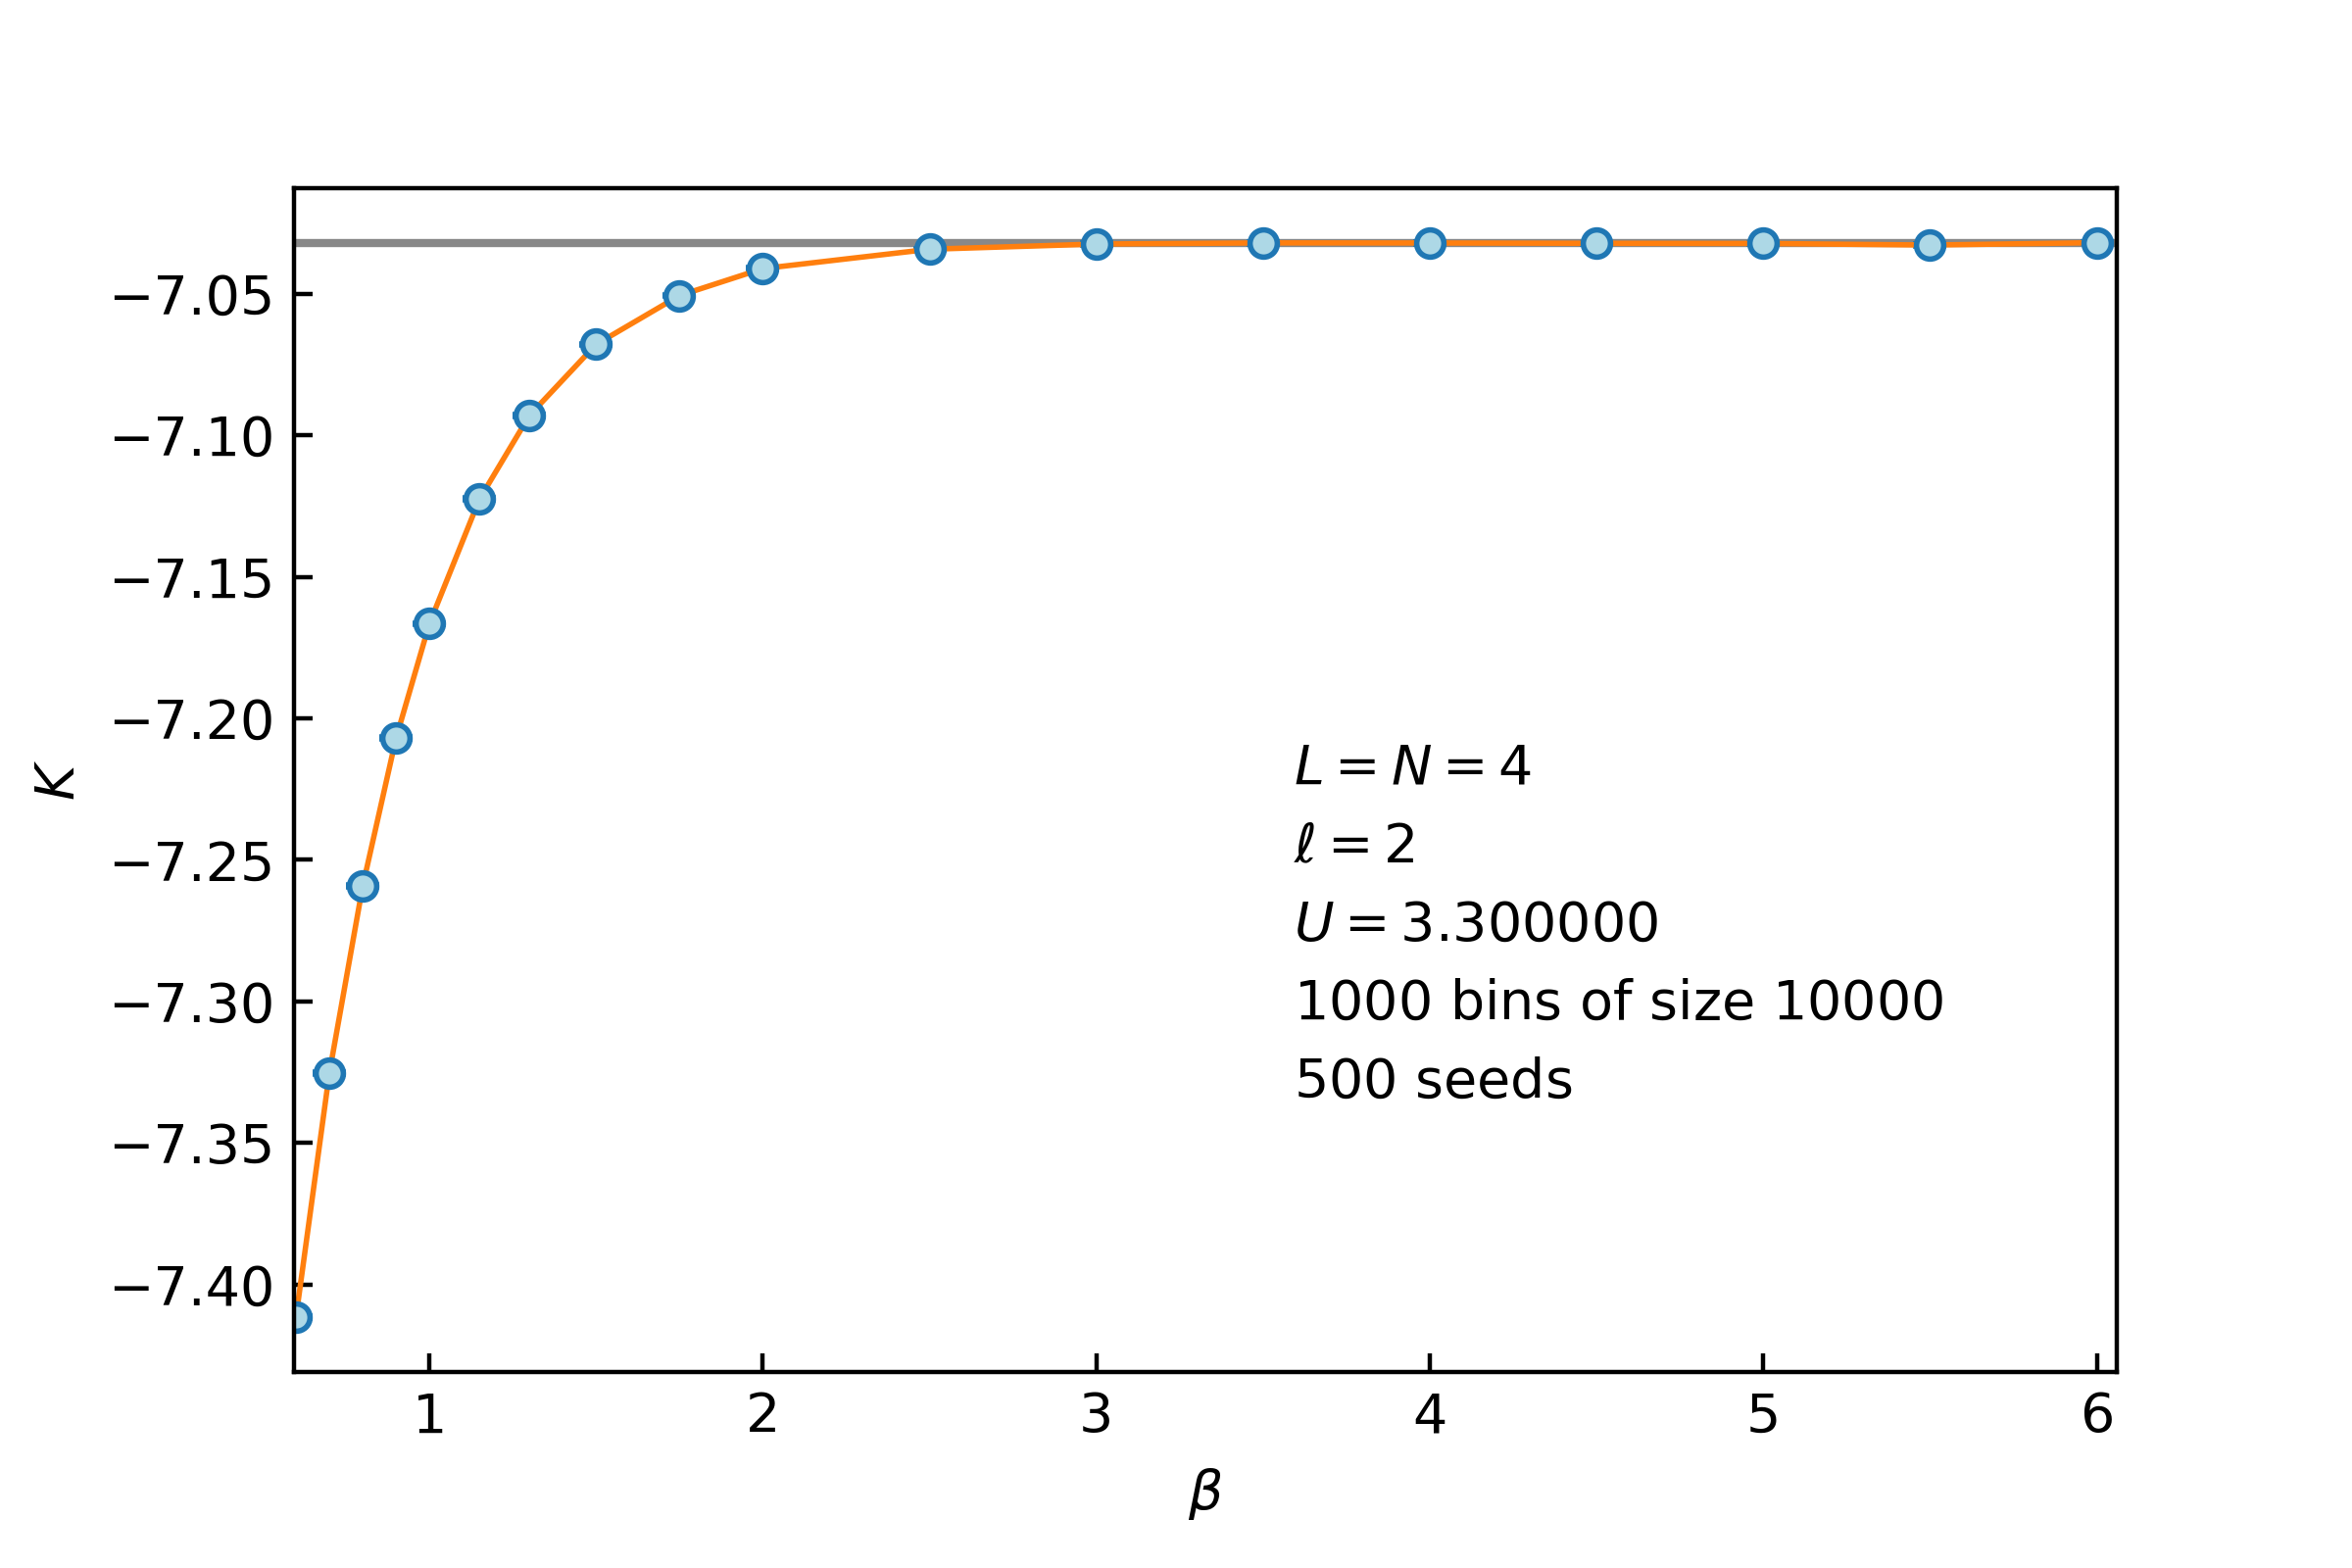 −7.05
−7.10
−7.15
−7.20
−7.25
−7.30
−7.35
−7.40
K
L = N = 4
ℓ = 2
U = 3.300000
1000 bins of size 10000
500 seeds
1 2 3 4 5 6
β